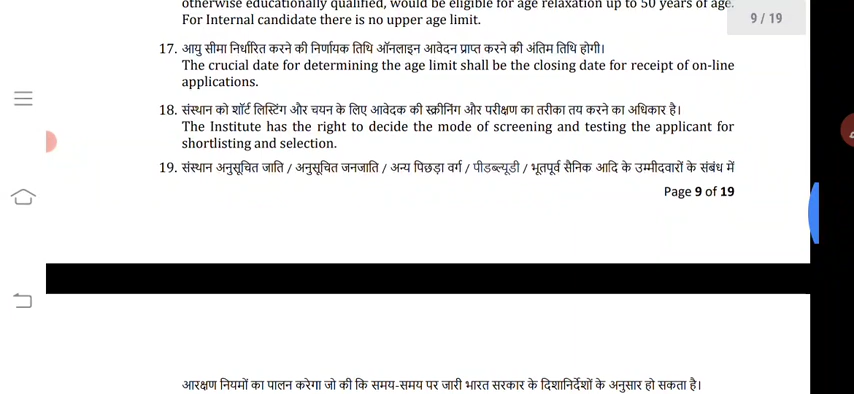 otherwise educationally qualified, would be eligible for age relaxation up to 50 years of age.
For Internal candidate there is no upper age limit.
9 / 19
17. आयु सीमा निर्धारित करने की निर्णायक तिथि ऑनलाइन आवेदन प्राप्त करने की अंतिम तिथि होगी।
The crucial date for determining the age limit shall be the closing date for receipt of on-line
applications.
18. संस्थान को शॉर्ट लिस्टिंग और चयन के लिए आवेदक की स्क्रीनिंग और परीक्षण का तरीका तय करने का अधिकार है।
The Institute has the right to decide the mode of screening and testing the applicant for
shortlisting and selection.
19. संस्थान अनुसूचित जाति / अनुसूचित जनजाति / अन्य पिछड़ा वर्ग / पीडब्ल्यूडी / भूतपूर्व सैनिक आदि के उम्मीदवारों के संबंध में
Page 9 of 19
आरक्षण नियमों का पालन करेगा जो की कि समय-समय पर जारी भारत सरकार के दिशानिर्देशों के अनुसार हो सकता है।